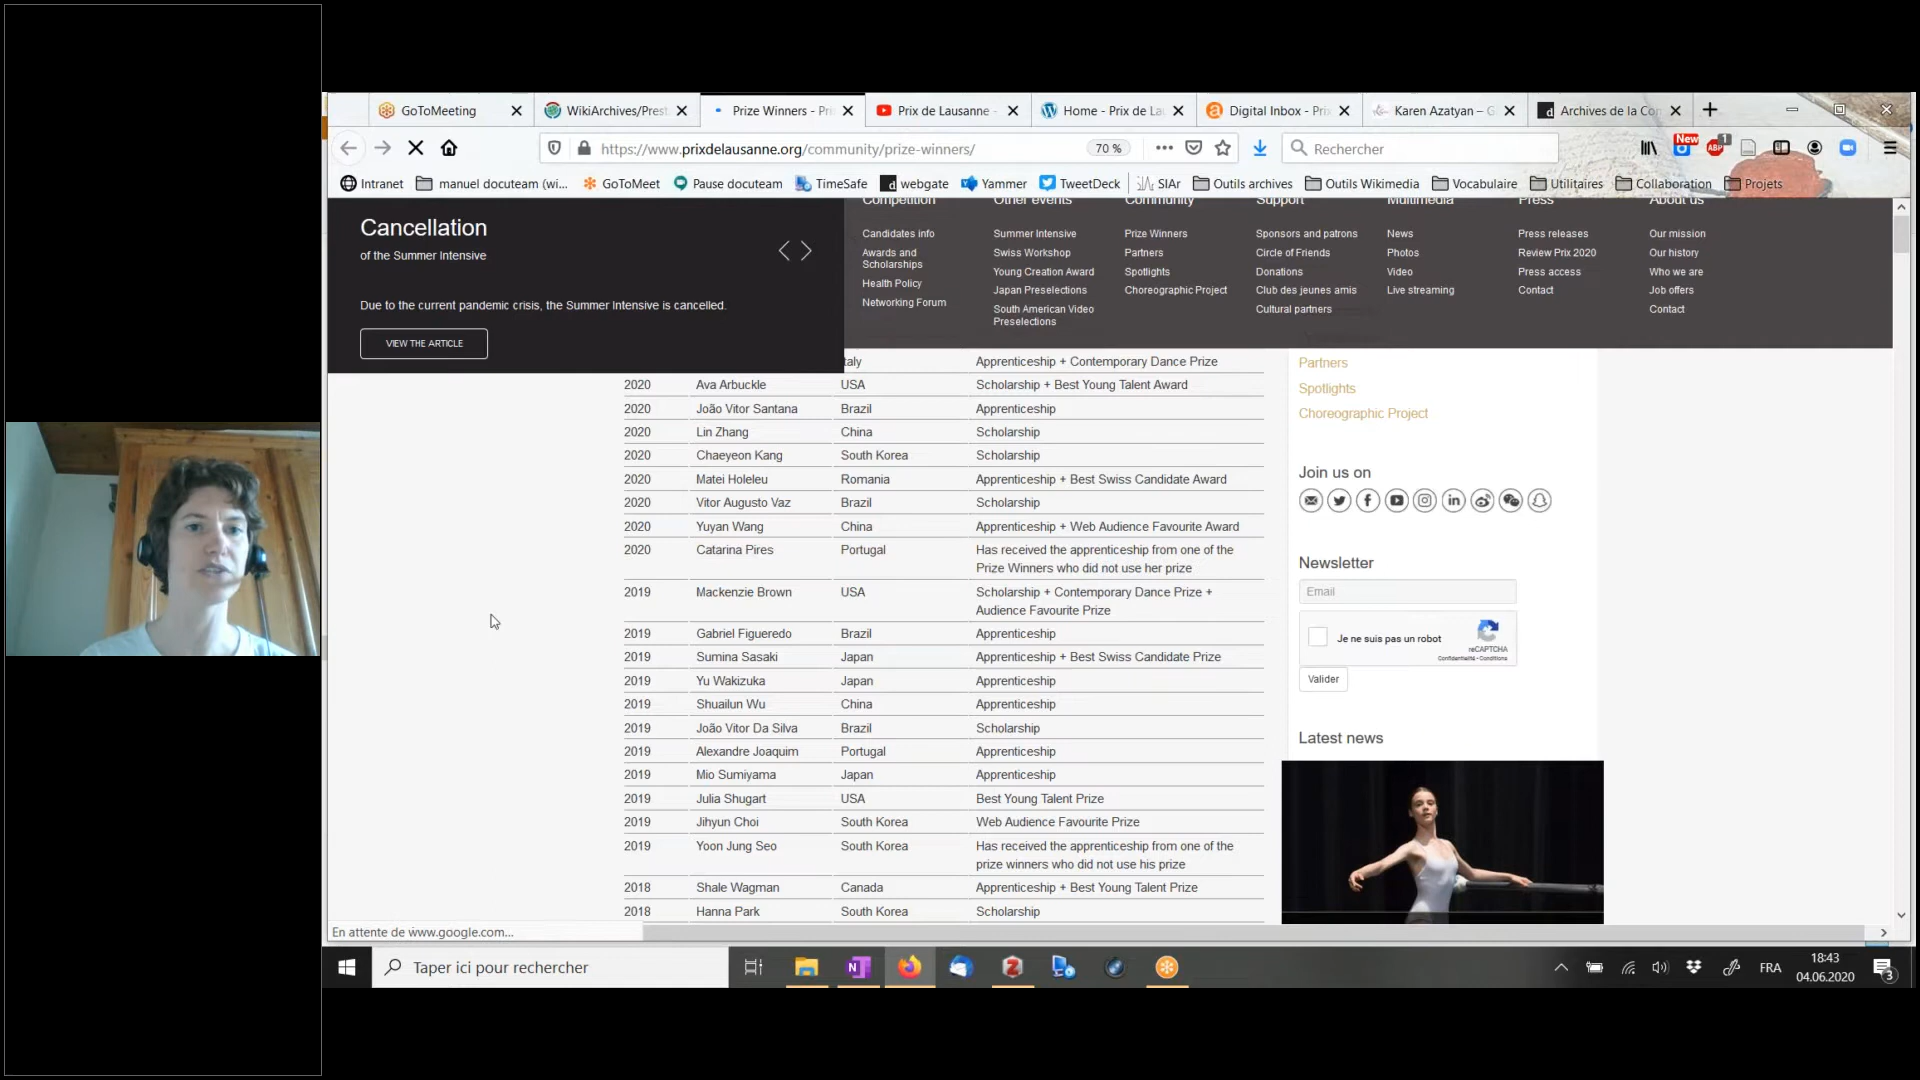 GoToMeeting
WikiArchives/Prest
Prize Winners - Pri
Prix de Lausanne -
Home - Prix de La
Digital Inbox - Prix
Karen Azatyan – G
Archives de la Con
https://www.prixdelausanne.org/community/prize-winners/
70 %
Rechercher
New
ABP
1
Intranet
manuel docuteam (wi...
GoToMeet
Pause docuteam
TimeSafe
webgate
Yammer
TweetDeck
SIAr
Outils archives
Outils Wikimedia
Vocabulaire
Utilitaires
Collaboration
Projets
Cancellation
of the Summer Intensive
Due to the current pandemic crisis, the Summer Intensive is cancelled.
VIEW THE ARTICLE
Competition
Candidates info
Awards and
Scholarships
Health Policy
Networking Forum
Other events
Summer Intensive
Swiss Workshop
Young Creation Award
Japan Preselections
South American Video
Preselections
Community
Prize Winners
Partners
Spotlights
Choreographic Project
Support
Sponsors and patrons
Circle of Friends
Donations
Club des jeunes amis
Cultural partners
Multimedia
News
Photos
Video
Live streaming
Press
Press releases
Review Prix 2020
Press access
Contact
About us
Our mission
Our history
Who we are
Job offers
Contact
taly Apprenticeship + Contemporary Dance Prize
2020 Ava Arbuckle USA Scholarship + Best Young Talent Award
2020 João Vitor Santana Brazil Apprenticeship
2020 Lin Zhang China Scholarship
2020 Chaeyeon Kang South Korea Scholarship
2020 Matei Holeleu Romania Apprenticeship + Best Swiss Candidate Award
2020 Vitor Augusto Vaz Brazil Scholarship
2020 Yuyan Wang China Apprenticeship + Web Audience Favourite Award
2020 Catarina Pires Portugal Has received the apprenticeship from one of the
Prize Winners who did not use her prize
2019 Mackenzie Brown USA Scholarship + Contemporary Dance Prize +
Audience Favourite Prize
2019 Gabriel Figueredo Brazil Apprenticeship
2019 Sumina Sasaki Japan Apprenticeship + Best Swiss Candidate Prize
2019 Yu Wakizuka Japan Apprenticeship
2019 Shuailun Wu China Apprenticeship
2019 João Vitor Da Silva Brazil Scholarship
2019 Alexandre Joaquim Portugal Apprenticeship
2019 Mio Sumiyama Japan Apprenticeship
2019 Julia Shugart USA Best Young Talent Prize
2019 Jihyun Choi South Korea Web Audience Favourite Prize
2019 Yoon Jung Seo South Korea Has received the apprenticeship from one of the
prize winners who did not use his prize
2018 Shale Wagman Canada Apprenticeship + Best Young Talent Prize
2018 Hanna Park South Korea Scholarship
Partners
Spotlights
Choreographic Project
Join us on
Newsletter
Email
Je ne suis pas un robot
reCAPTCHA
Confidentialité - Conditions
Valider
Latest news
En attente de www.google.com...
Taper ici pour rechercher
FRA
18:43
04.06.2020
3